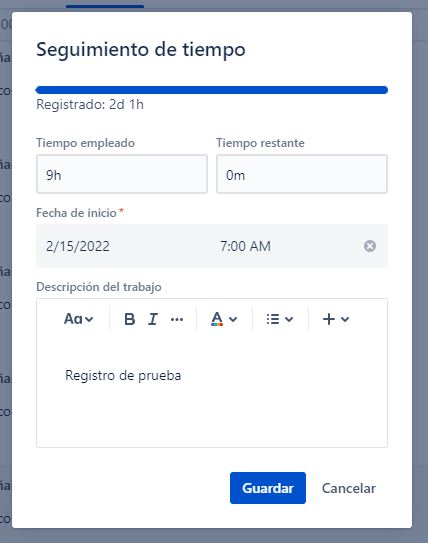 Seguimiento de tiempo
Registrado: 2d 1h
Tiempo empleado Tiempo restante
9h 0m
Fecha de inicio *
2/15/2022 7:00 AM
Descripción del trabajo
Aa B I ... A
Registro de prueba
Guardar Cancelar